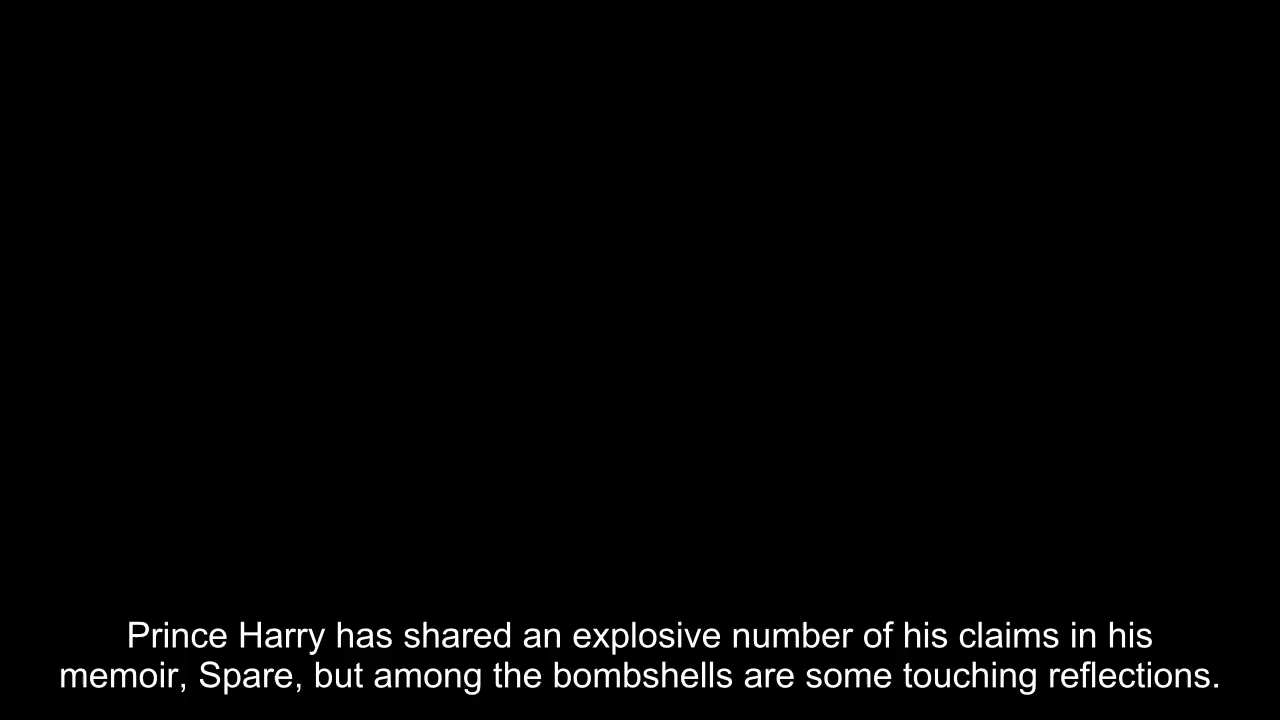 Prince Harry has shared an explosive number of his claims in his
memoir, Spare, but among the bombshells are some touching reflections.